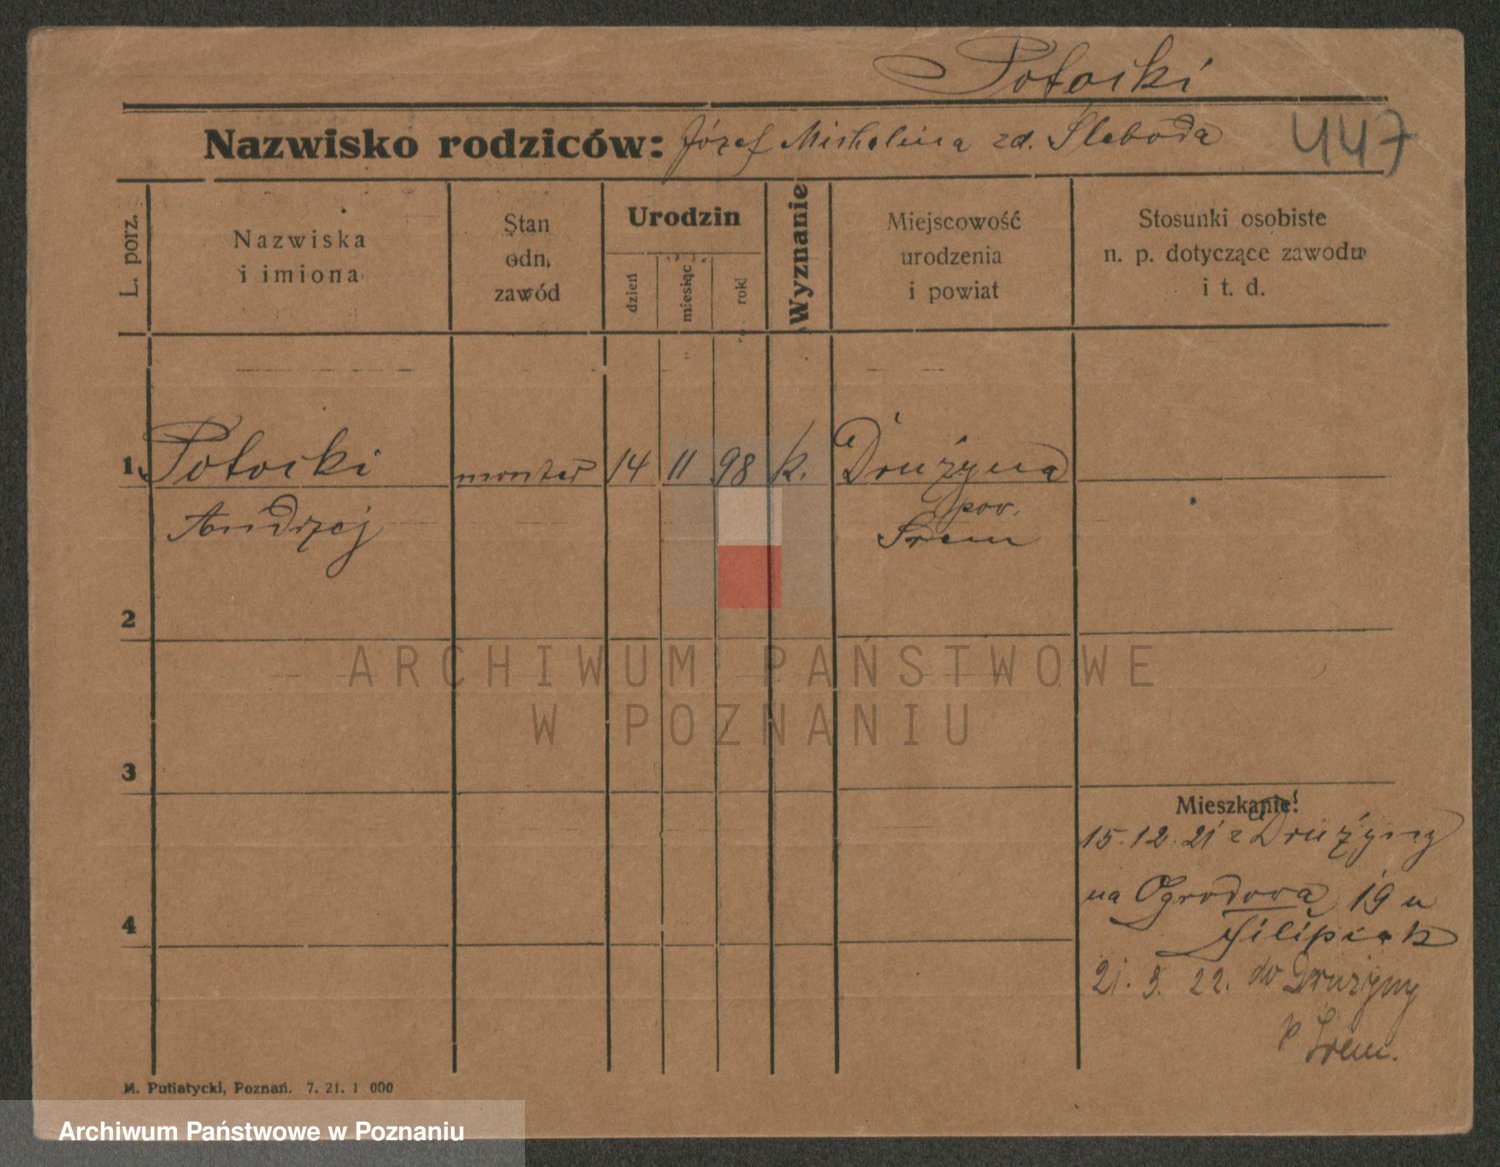 Potocki
Nazwisko rodziców: Józef Michalina zd. Śleboda
447
L. porz.
Nazwiska
i imiona
Stan
odn.
zawód
Urodzin
dzień
miesiąc
rok
Wyznanie
Miejscowość
urodzenia
i powiat
Stosunki osobiste
n. p. dotyczące zawodu
i t. d.
1 Potocki monter 14 11 98 k. Drużyna
Andrzej pow.
Śrem
2
ARCHIWUM PAŃSTWOWE
W POZNANIU
3
Mieszkanie:
15.12.21 z Drużyny
na Ogrodowa 19 u
Filipiak
4
21. 3. 22. do Drużyny
p Śrem.
M. Putiatycki, Poznań. 7. 21. 1 000
Archiwum Państwowe w Poznaniu